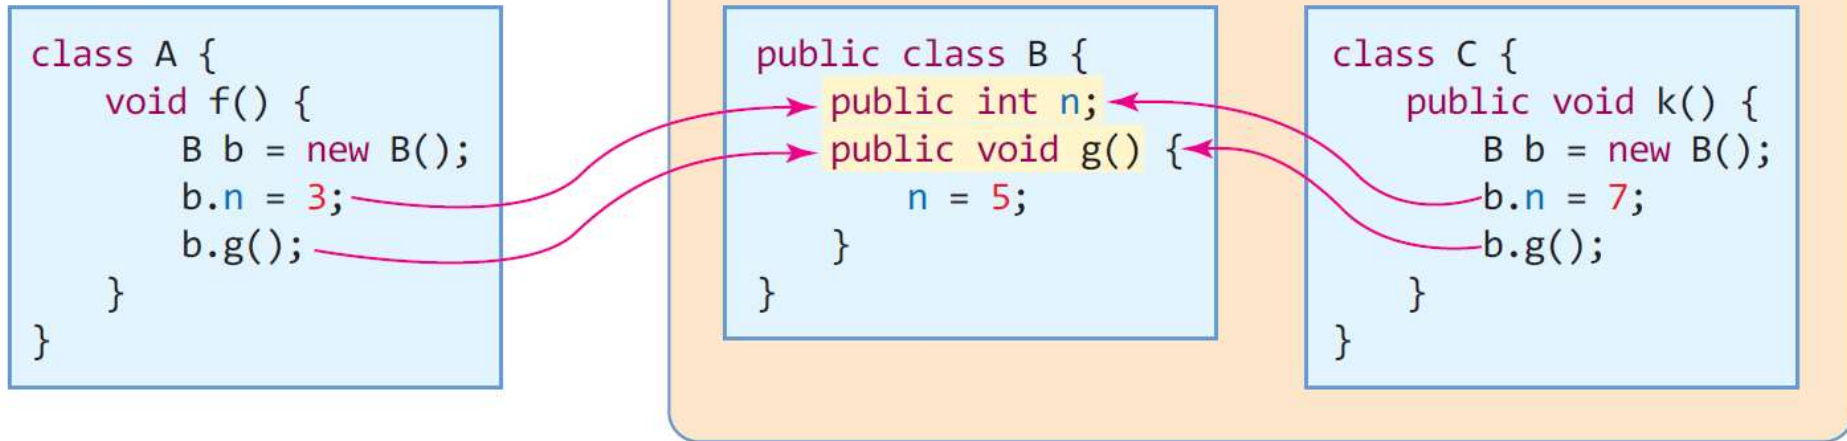 class A {
void f() {
B b = new B();
b.n = 3;
b.g();
}
}
public class B {
public int n;
public void g() {
n = 5;
}
}
class C {
public void k() {
B b = new B();
b.n = 7;
b.g();
}
}